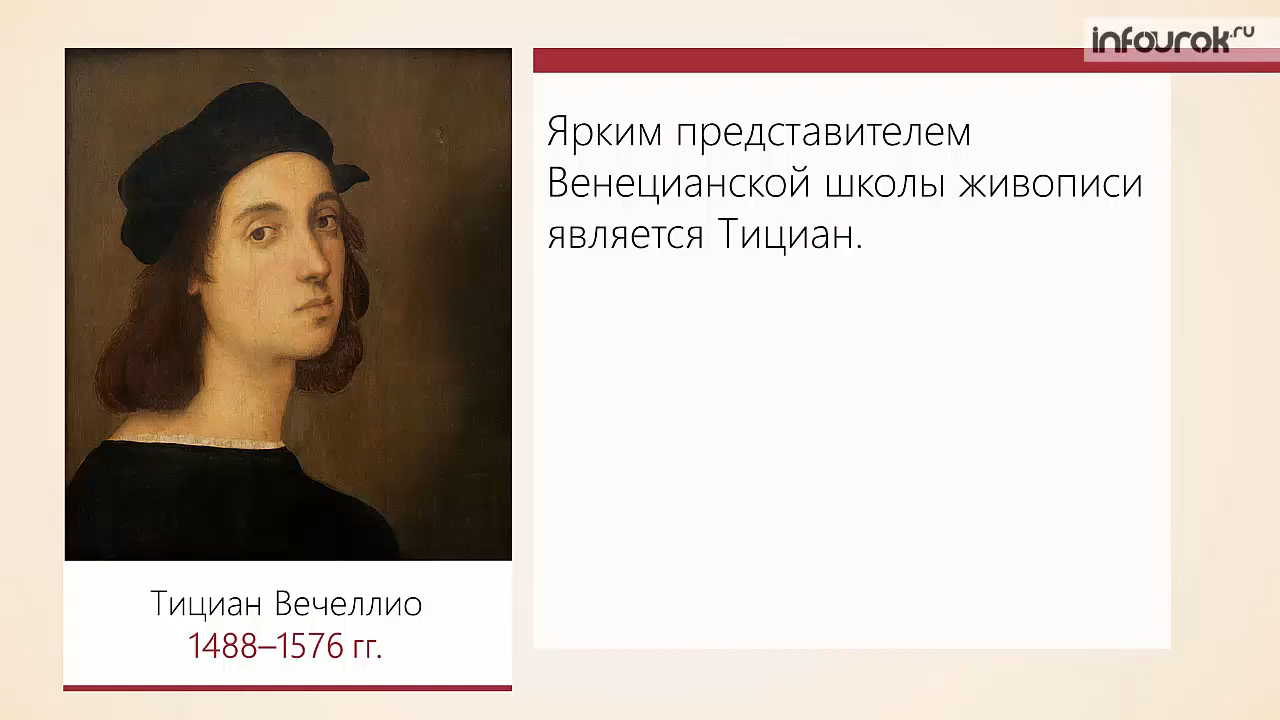 infourok.ru
Ярким представителем
Венецианской школы живописи
является Тициан.
Тициан Вечеллио
1488–1576 гг.